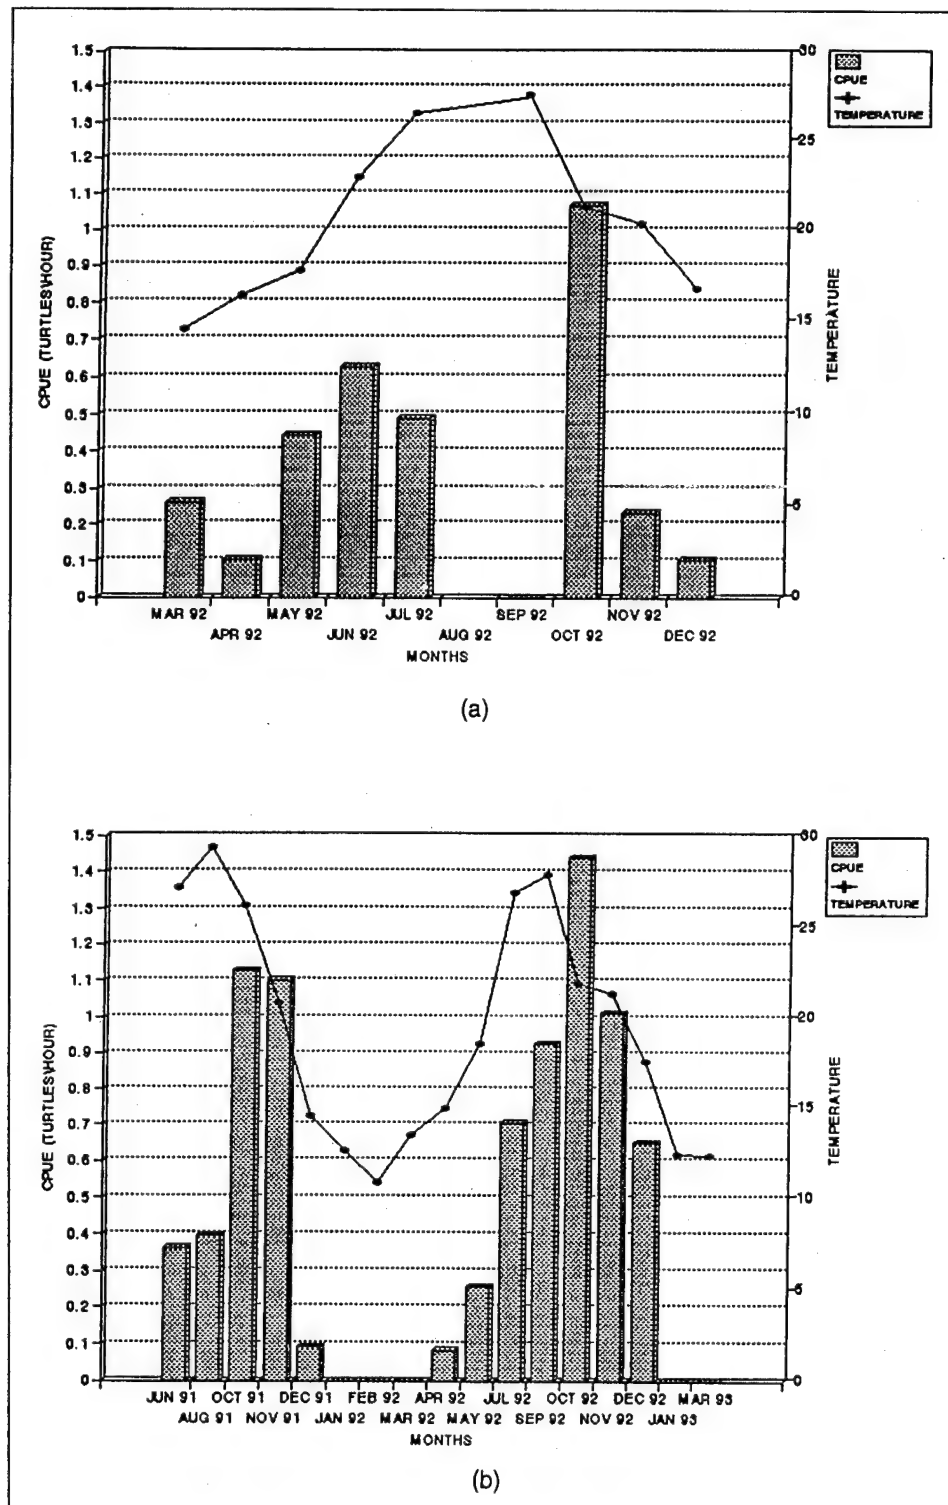 1.5
1.4
1.3
1.2
1.1
1
0.9
0.8
0.7
0.6
0.5
0.4
0.3
0.2
0.1
0
CPUE (TURTLES\HOUR)
30
25
20
15
10
5
0
TEMPERATURE
CPUE
TEMPERATURE
MAR 92 MAY 92 JUL 92 SEP 92 NOV 92
APR 92 JUN 92 AUG 92 OCT 92 DEC 92
MONTHS
(a)
1.5
1.4
1.3
1.2
1.1
1
0.9
0.8
0.7
0.6
0.5
0.4
0.3
0.2
0.1
0
CPUE (TURTLES\HOUR)
30
25
20
15
10
5
0
TEMPERATURE
CPUE
TEMPERATURE
JUN 91 OCT 91 DEC 91 FEB 92 APR 92 JUL 92 OCT 92 DEC 92 MAR 93
AUG 91 NOV 91 JAN 92 MAR 92 MAY 92 SEP 92 NOV 92 JAN 93
MONTHS
(b)